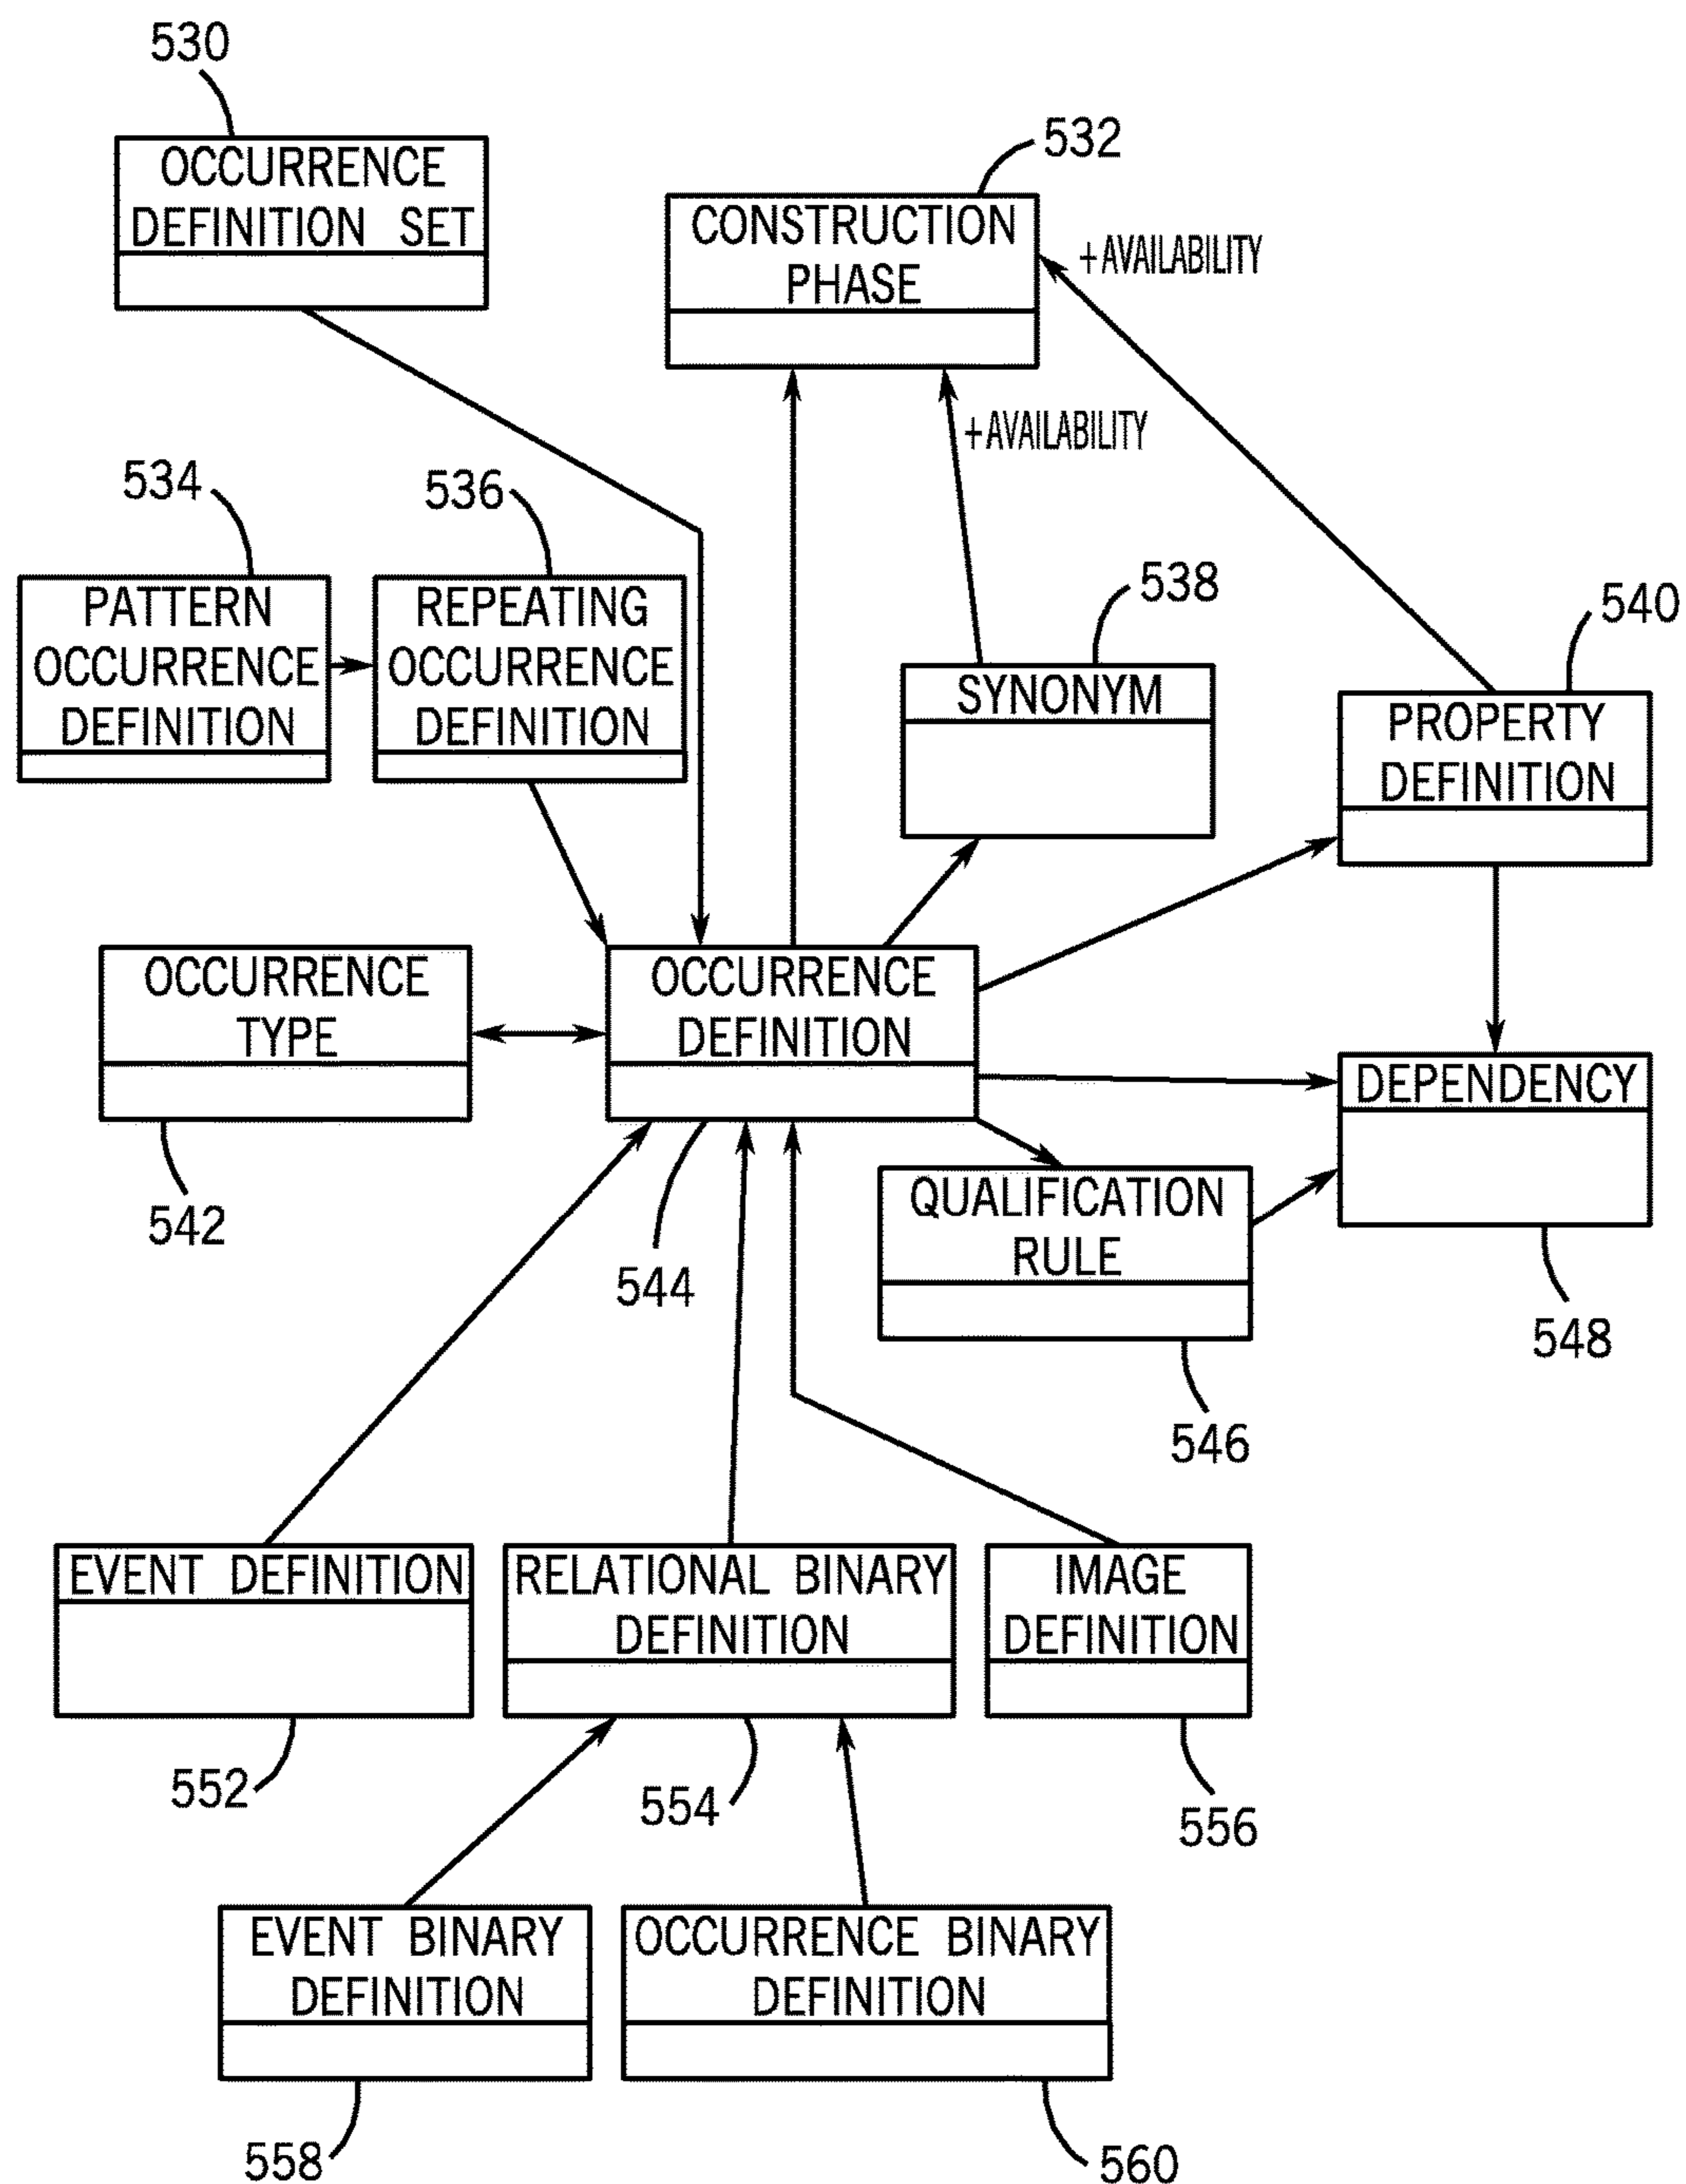 530
OCCURRENCE
DEFINITION SET
532
CONSTRUCTION
PHASE
+AVAILABILITY
+AVAILABILITY
534
536
PATTERN
OCCURRENCE
DEFINITION
REPEATING
OCCURRENCE
DEFINITION
538
SYNONYM
540
PROPERTY
DEFINITION
OCCURRENCE
TYPE
542
OCCURRENCE
DEFINITION
544
DEPENDENCY
548
QUALIFICATION
RULE
546
EVENT DEFINITION
552
RELATIONAL BINARY
DEFINITION
554
IMAGE
DEFINITION
556
EVENT BINARY
DEFINITION
558
OCCURRENCE BINARY
DEFINITION
560